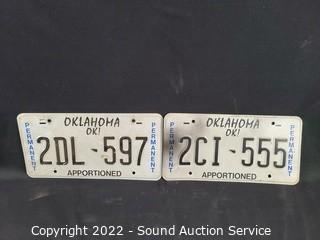 OKLAHOMA
OK!
PERMANENT
2DL-597
PERMANENT
APPORTIONED
OKLAHOMA
OK!
PERMANENT
2CI-555
PERMANENT
APPORTIONED
Copyright 2022 - Sound Auction Service